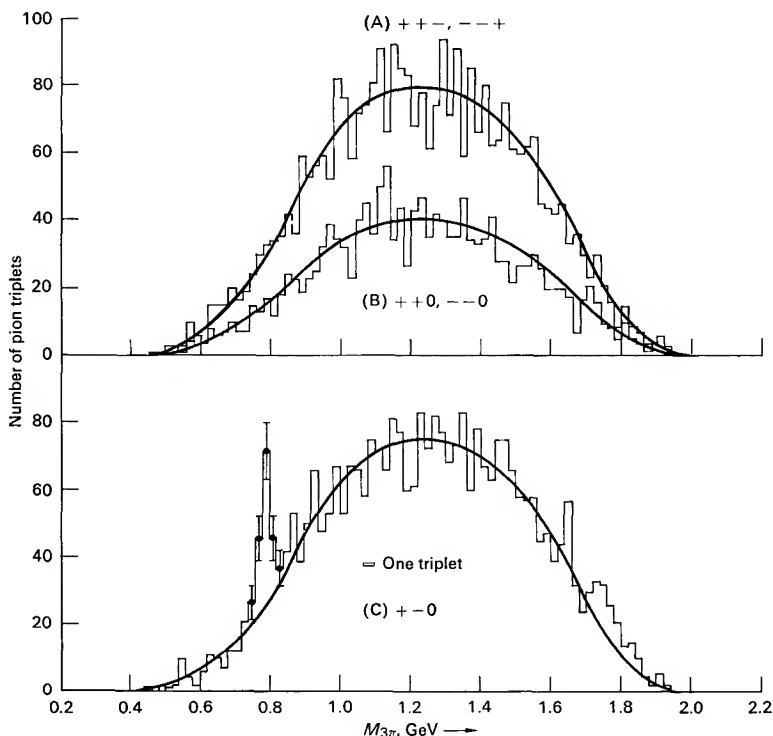 100
(A) + + −, − − +
80
60
40
20
(B) + + 0, − − 0
0
Number of pion triplets
80
60
40
One triplet
20
(C) + − 0
0
0.2 0.4 0.6 0.8 1.0 1.2 1.4 1.6 1.8 2.0 2.2
M3π, GeV →